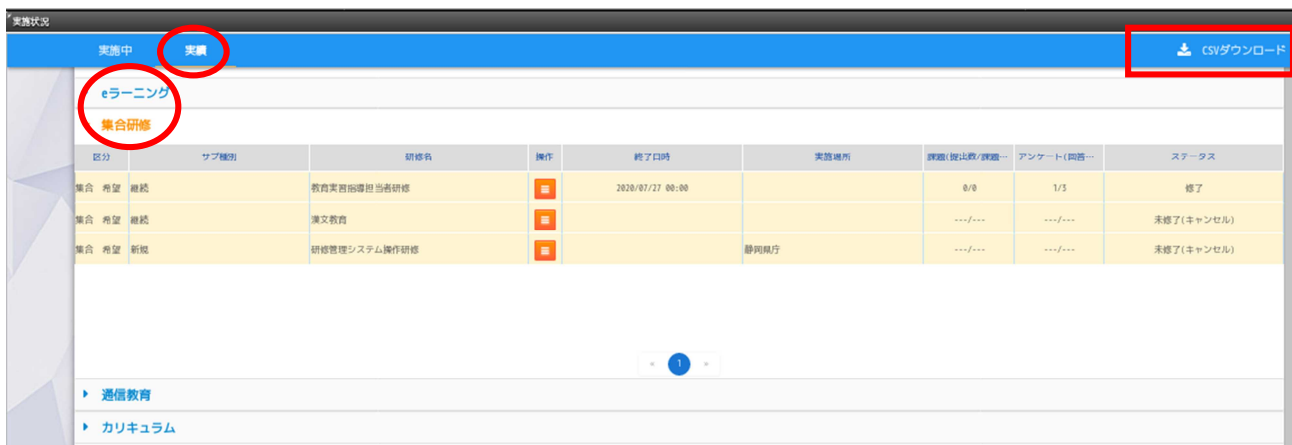 実施状況
実施中 実績 CSVダウンロード
eラーニング
集合研修
区分 サブ種別 研修名 操作 終了日時 実施場所 課題(提出数/課題… アンケート(回答… ステータス
集合 希望 継続 教育実習指導担当者研修 2020/07/27 00:00 0/0 1/3 修了
集合 希望 継続 漢文教育 ---/--- ---/--- 未修了(キャンセル)
集合 希望 新規 研修管理システム操作研修 静岡県庁 ---/--- ---/--- 未修了(キャンセル)
« 1 »
通信教育
カリキュラム